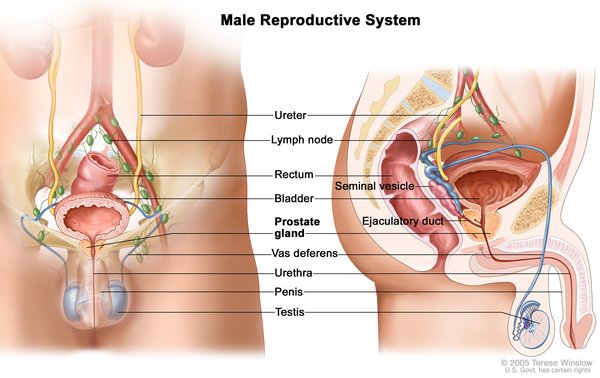 Male Reproductive System
Ureter
Lymph node
Rectum
Seminal vesicle
Bladder
Prostate
gland
Ejaculatory duct
Vas deferens
Urethra
Penis
Testis
© 2005 Terese Winslow
U.S. Govt. has certain rights